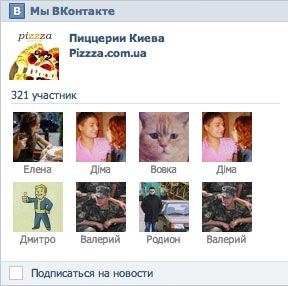 В Мы ВКонтакте
pizzza
Пиццерии Киева
Pizzza.com.ua
321 участник
Елена Діма Вовка Діма
Дмитро Валерий Родион Валерий
Подписаться на новости